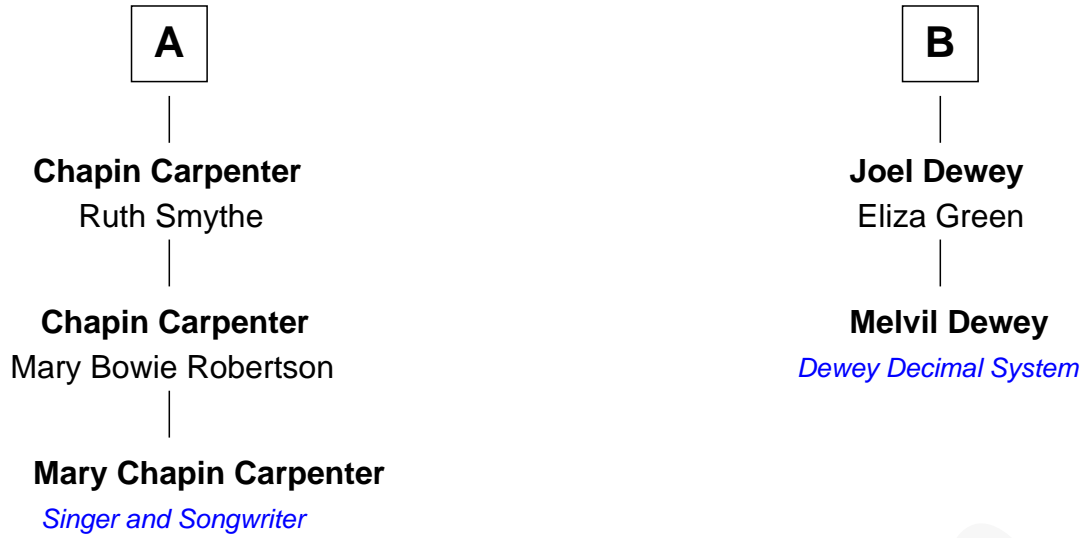 A
Chapin Carpenter
Ruth Smythe
Chapin Carpenter
Mary Bowie Robertson
Mary Chapin Carpenter
Singer and Songwriter
B
Joel Dewey
Eliza Green
Melvil Dewey
Dewey Decimal System